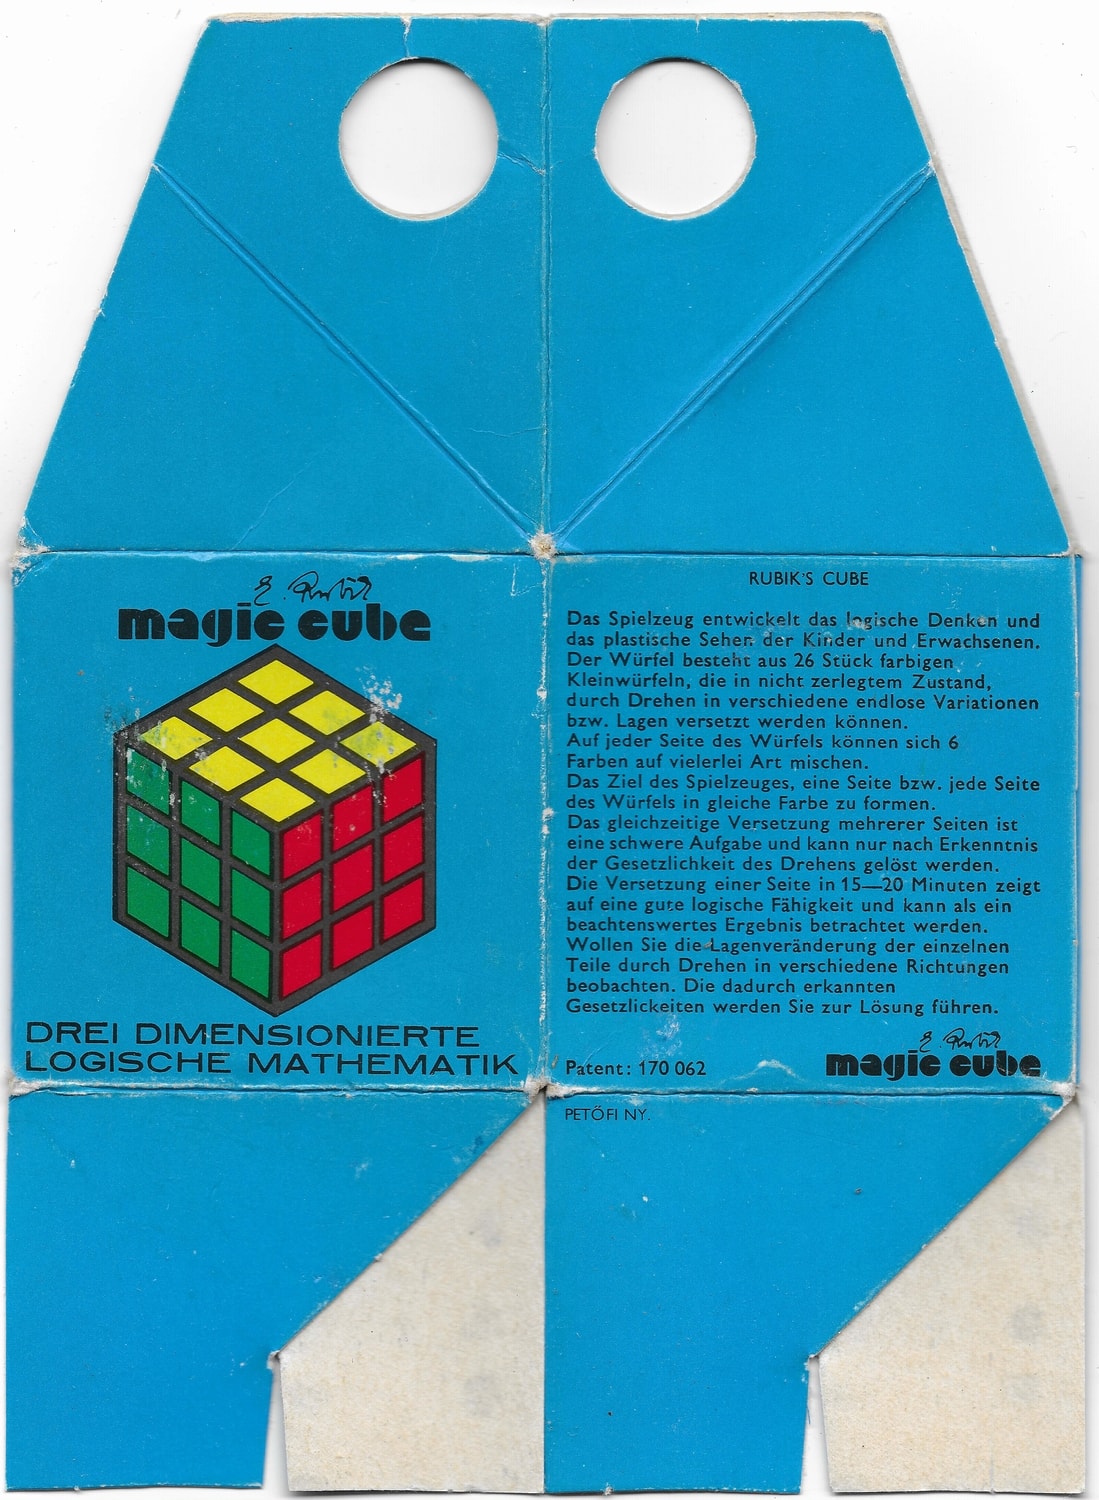 E. Rubik
magic cube
DREI DIMENSIONIERTE
LOGISCHE MATHEMATIK
RUBIK'S CUBE
Das Spielzeug entwickelt das logische Denken und
das plastische Sehen der Kinder und Erwachsenen.
Der Würfel besteht aus 26 Stück farbigen
Kleinwürfeln, die in nicht zerlegtem Zustand,
durch Drehen in verschiedene endlose Variationen
bzw. Lagen versetzt werden können.
Auf jeder Seite des Würfels können sich 6
Farben auf vielerlei Art mischen.
Das Ziel des Spielzeuges, eine Seite bzw. jede Seite
des Würfels in gleiche Farbe zu formen.
Das gleichzeitige Versetzung mehrerer Seiten ist
eine schwere Aufgabe und kann nur nach Erkenntnis
der Gesetzlichkeit des Drehens gelöst werden.
Die Versetzung einer Seite in 15—20 Minuten zeigt
auf eine gute logische Fähigkeit und kann als ein
beachtenswertes Ergebnis betrachtet werden.
Wollen Sie die Lagenveränderung der einzelnen
Teile durch Drehen in verschiedene Richtungen
beobachten. Die dadurch erkannten
Gesetzlickeiten werden Sie zur Lösung führen.
E. Rubik
Patent: 170 062
magic cube
PETŐFI NY.